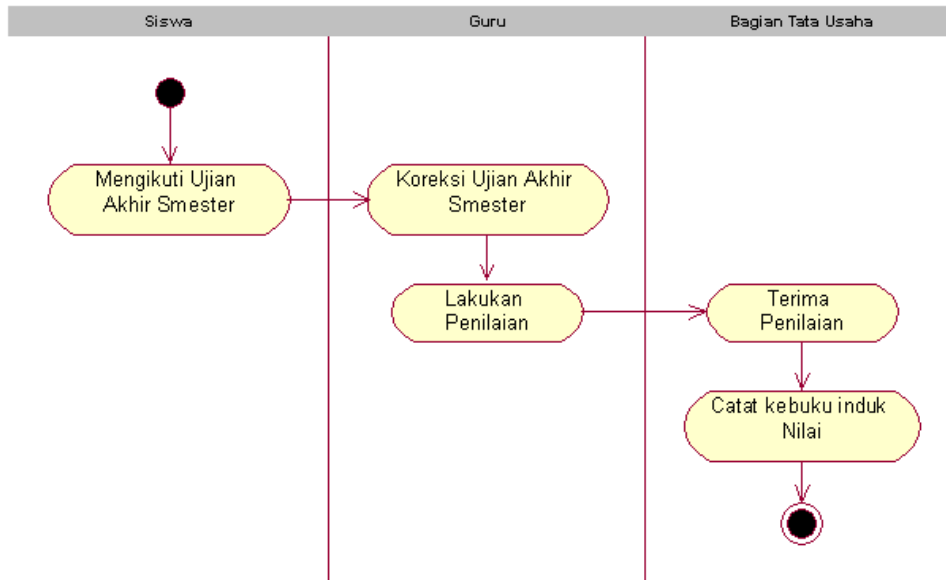 Siswa
Guru
Bagian Tata Usaha
Mengikuti Ujian
Akhir Smester
Koreksi Ujian Akhir
Smester
Lakukan
Penilaian
Terima
Penilaian
Catat kebuku induk
Nilai